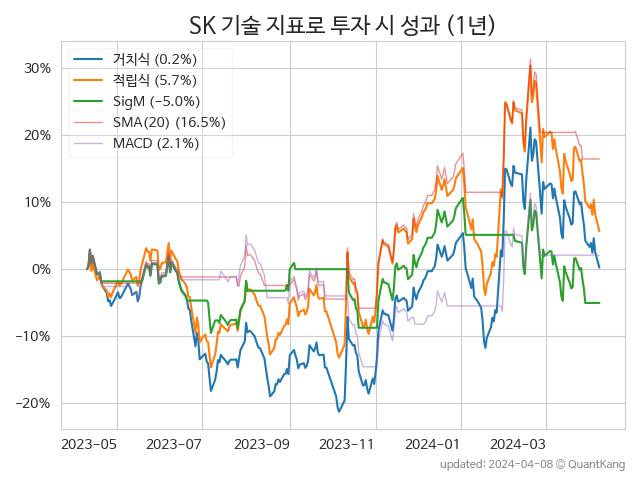 SK 기술 지표로 투자 시 성과 (1년)
거치식 (0.2%)
적립식 (5.7%)
SigM (−5.0%)
SMA(20) (16.5%)
MACD (2.1%)
30%
20%
10%
0%
−10%
−20%
2023-05 2023-07 2023-09 2023-11 2024-01 2024-03
updated: 2024-04-08 © QuantKang